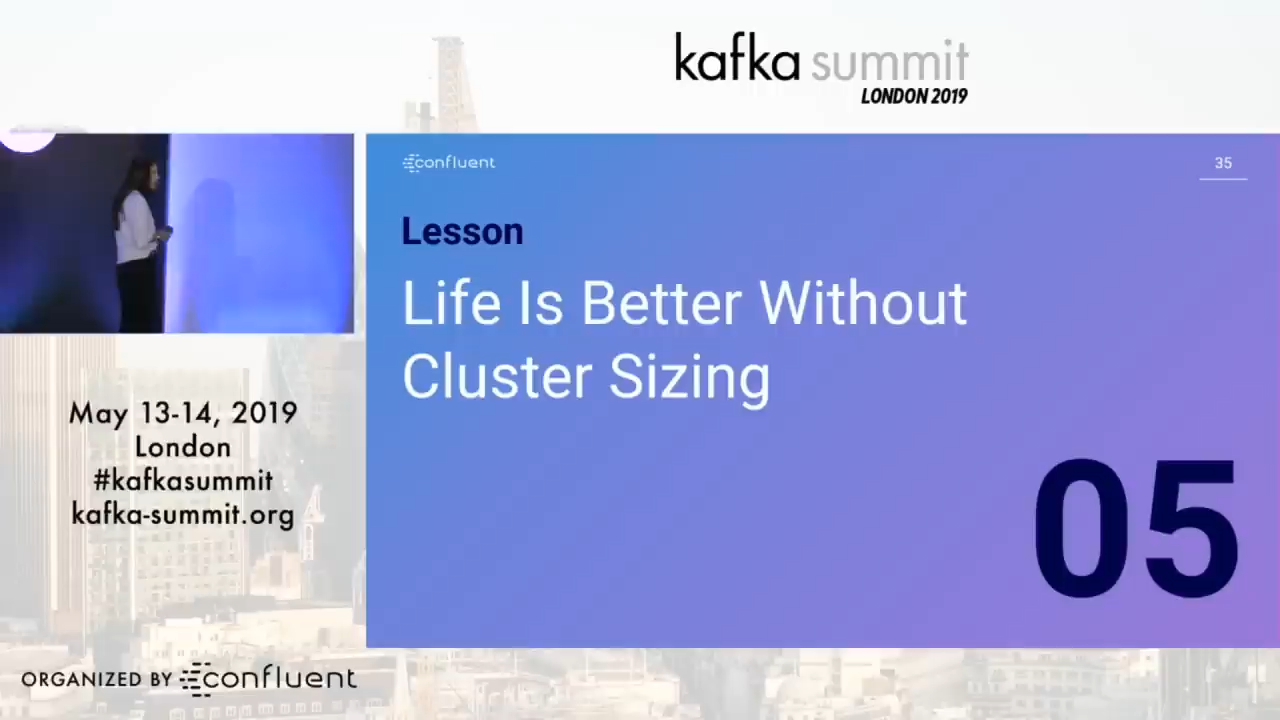 kafka summit
LONDON 2019
confluent
35
Lesson
Life Is Better Without
Cluster Sizing
05
May 13-14, 2019
London
#kafkasummit
kafka-summit.org
ORGANIZED BY confluent